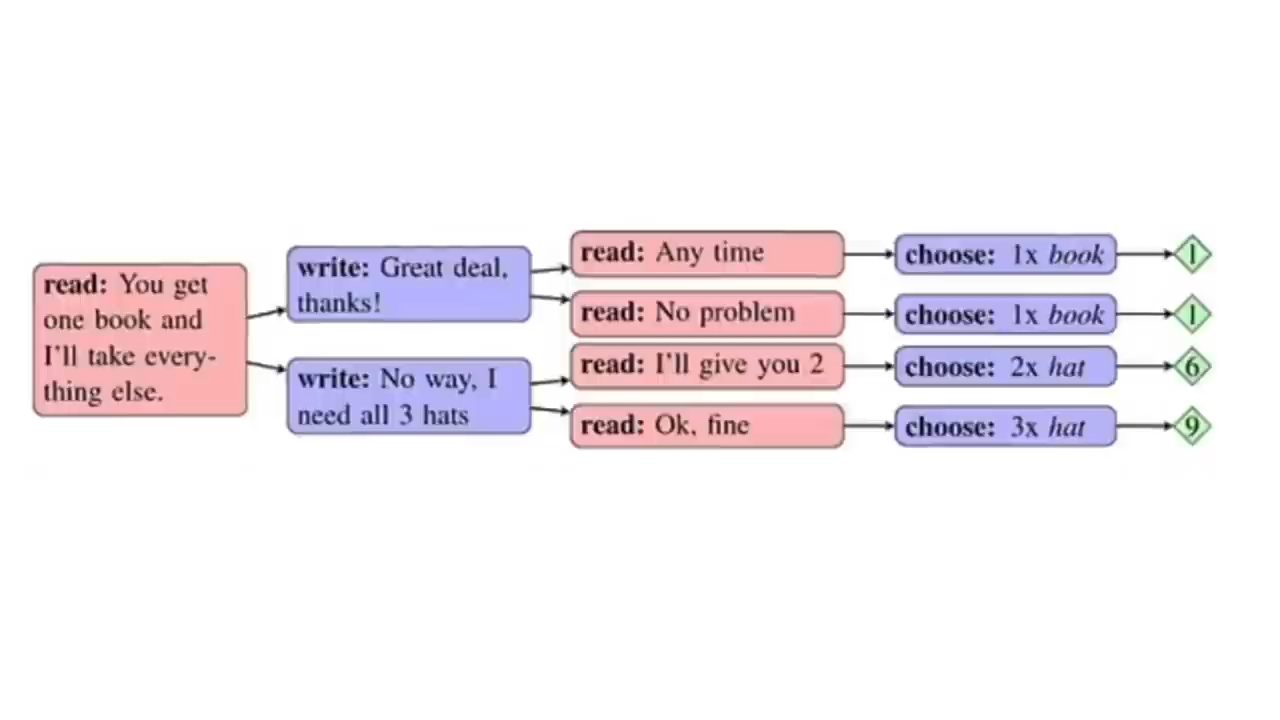 read: You get
one book and
I'll take every-
thing else.
write: Great deal,
thanks!
write: No way, I
need all 3 hats
read: Any time
read: No problem
read: I'll give you 2
read: Ok, fine
choose: 1x book
choose: 1x book
choose: 2x hat
choose: 3x hat
1
1
6
9